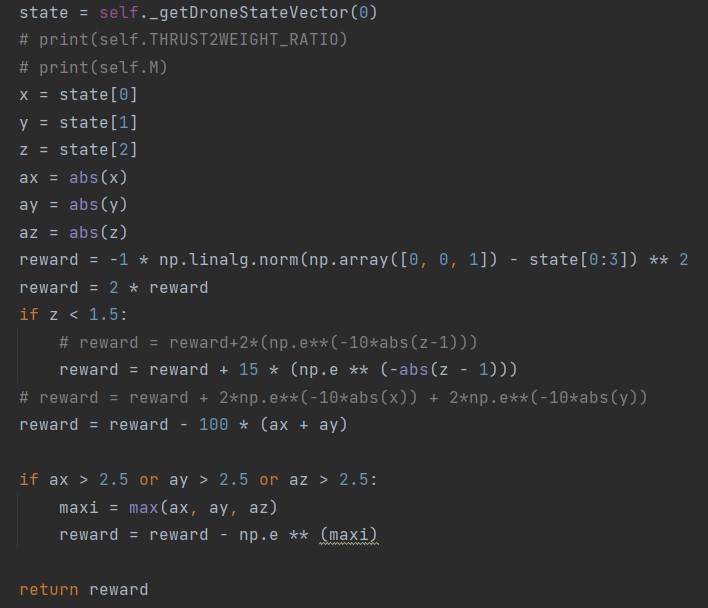 state = self._getDroneStateVector(0)
# print(self.THRUST2WEIGHT_RATIO)
# print(self.M)
x = state[0]
y = state[1]
z = state[2]
ax = abs(x)
ay = abs(y)
az = abs(z)
reward = -1 * np.linalg.norm(np.array([0, 0, 1]) - state[0:3]) ** 2
reward = 2 * reward
if z < 1.5:
    # reward = reward+2*(np.e**(-10*abs(z-1)))
    reward = reward + 15 * (np.e ** (-abs(z - 1)))
# reward = reward + 2*np.e**(-10*abs(x)) + 2*np.e**(-10*abs(y))
reward = reward - 100 * (ax + ay)
if ax > 2.5 or ay > 2.5 or az > 2.5:
    maxi = max(ax, ay, az)
    reward = reward - np.e ** (maxi)
return reward